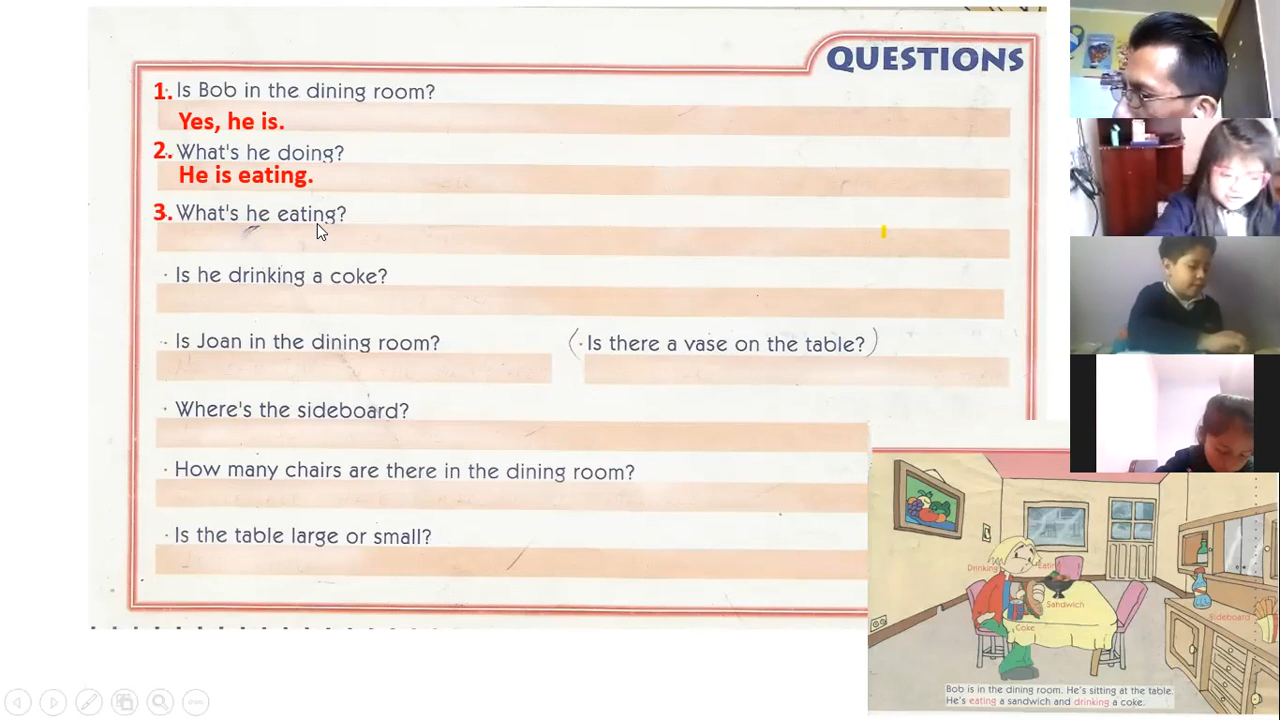 QUESTIONS
1. Is Bob in the dining room?
Yes, he is.
2. What's he doing?
He is eating.
3. What's he eating?
· Is he drinking a coke?
· Is Joan in the dining room?
(· Is there a vase on the table?)
· Where's the sideboard?
· How many chairs are there in the dining room?
· Is the table large or small?
Drinking
Eating
Sandwich
Coke
Sideboard
Bob is in the dining room. He's sitting at the table.
He's eating a sandwich and drinking a coke.